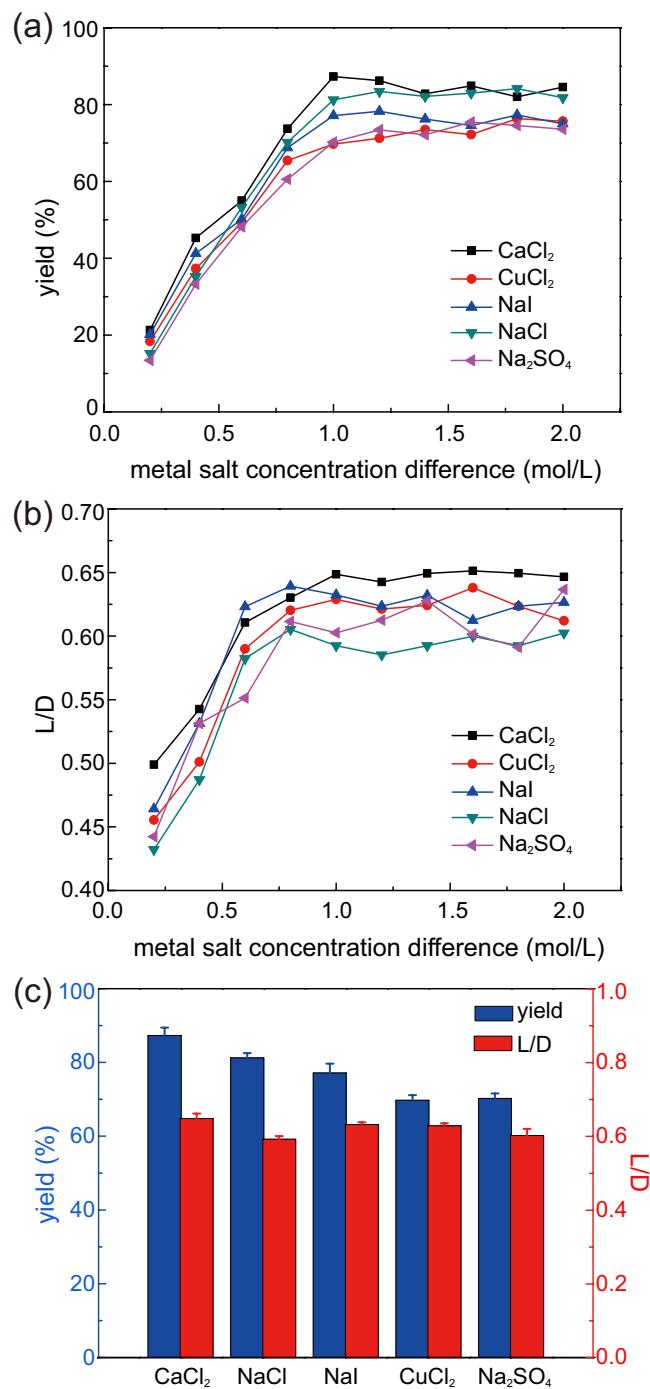 (a)
100
80
60
40
20
0
yield (%)
CaCl₂
CuCl₂
NaI
NaCl
Na₂SO₄
0.0 0.5 1.0 1.5 2.0
metal salt concentration difference (mol/L)
(b)
0.70
0.65
0.60
0.55
0.50
0.45
0.40
L/D
CaCl₂
CuCl₂
NaI
NaCl
Na₂SO₄
0.0 0.5 1.0 1.5 2.0
metal salt concentration difference (mol/L)
(c)
100
80
60
40
20
0
yield (%)
yield
L/D
1.0
0.8
0.6
0.4
0.2
0.0
L/D
CaCl₂ NaCl NaI CuCl₂ Na₂SO₄